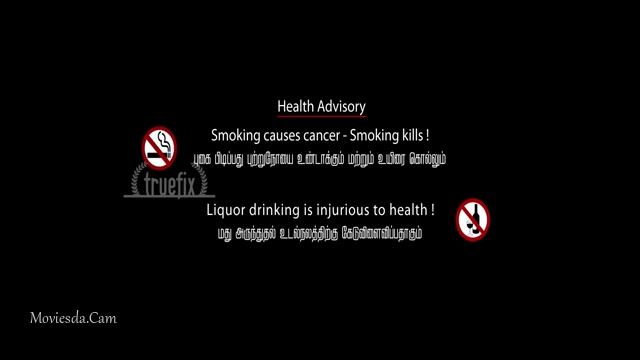 Health Advisory
Smoking causes cancer - Smoking kills !
புகை பிடிப்பது புற்றுநோயை உண்டாக்கும் மற்றும் உயிரை கொல்லும்
truefix
Liquor drinking is injurious to health !
மது அருந்துதல் உடல்நலத்திற்கு கேடுவிளைவிப்பதாகும்
Moviesda.Cam